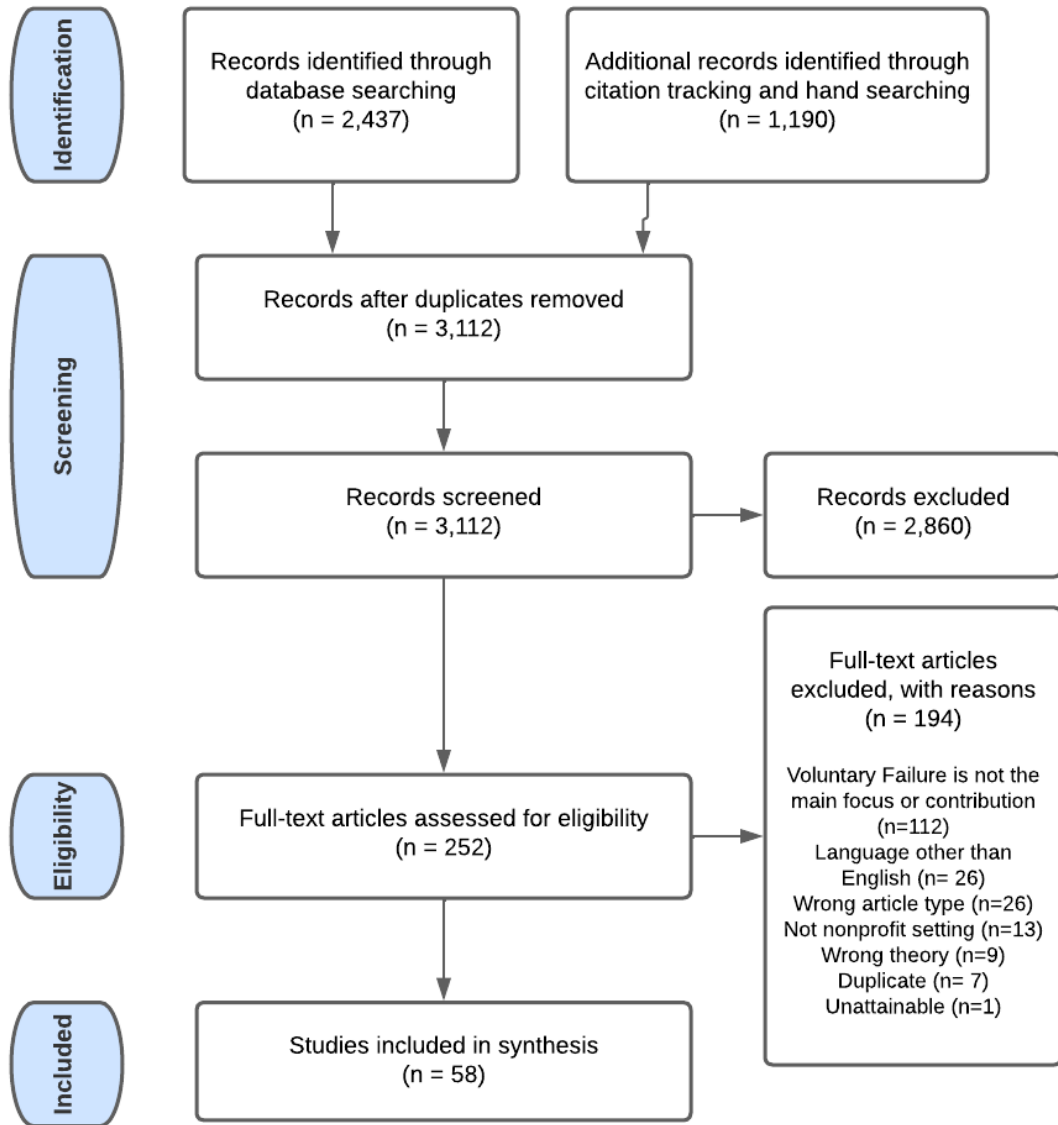 Identification
Records identified through
database searching
(n = 2,437)
Additional records identified through
citation tracking and hand searching
(n = 1,190)
Screening
Records after duplicates removed
(n = 3,112)
Records screened
(n = 3,112)
Records excluded
(n = 2,860)
Eligibility
Full-text articles assessed for eligibility
(n = 252)
Full-text articles
excluded, with reasons
(n = 194)
Voluntary Failure is not the
main focus or contribution
(n=112)
Language other than
English (n= 26)
Wrong article type (n=26)
Not nonprofit setting (n=13)
Wrong theory (n=9)
Duplicate (n= 7)
Unattainable (n=1)
Included
Studies included in synthesis
(n = 58)